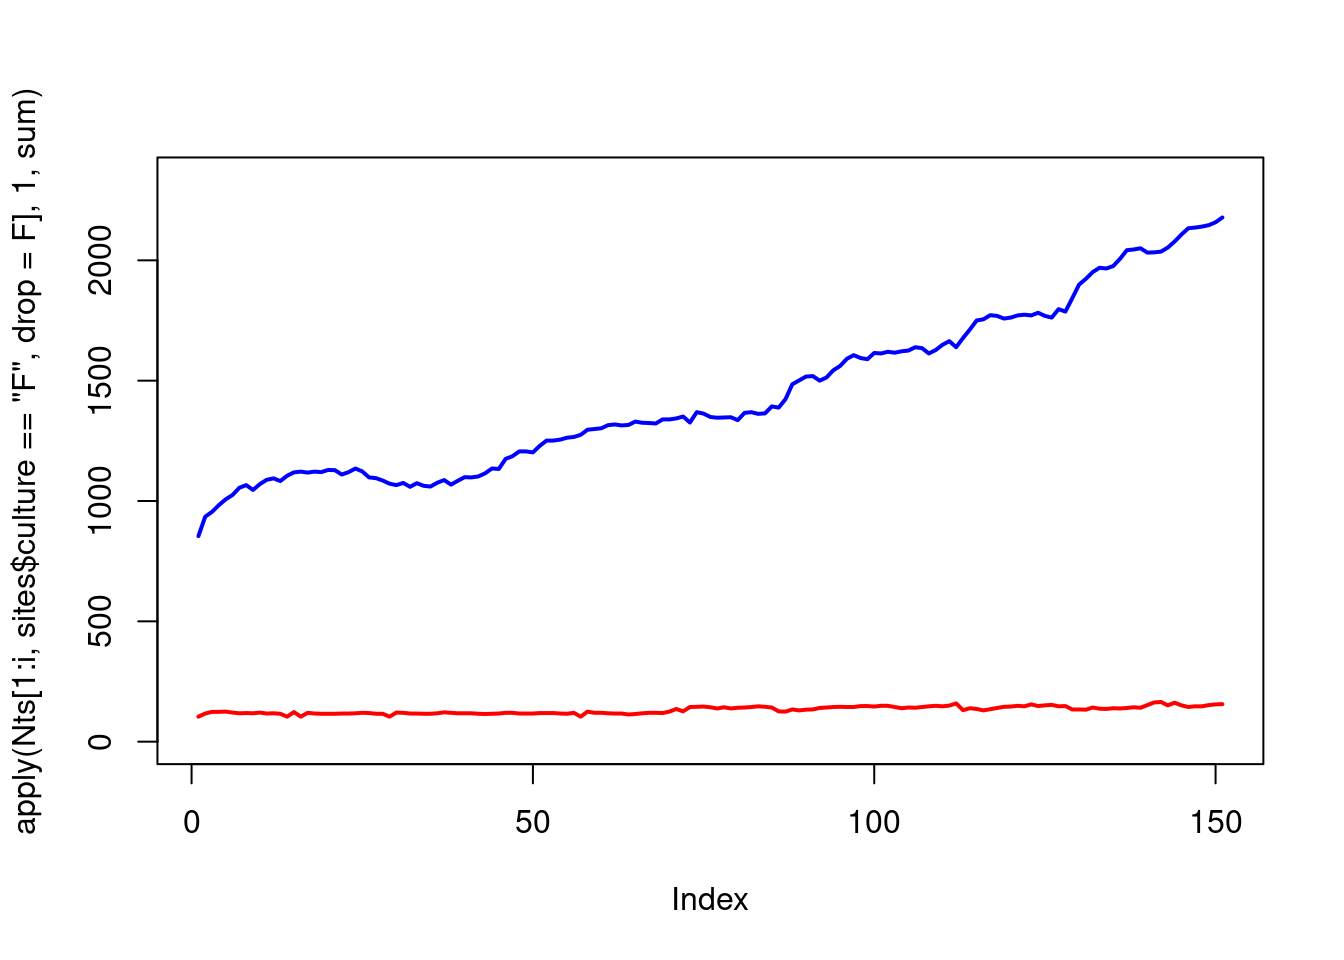 apply(Nts[1:i, sites$culture == "F", drop = F], 1, sum)
2000
1500
1000
500
0
0 50 100 150
Index